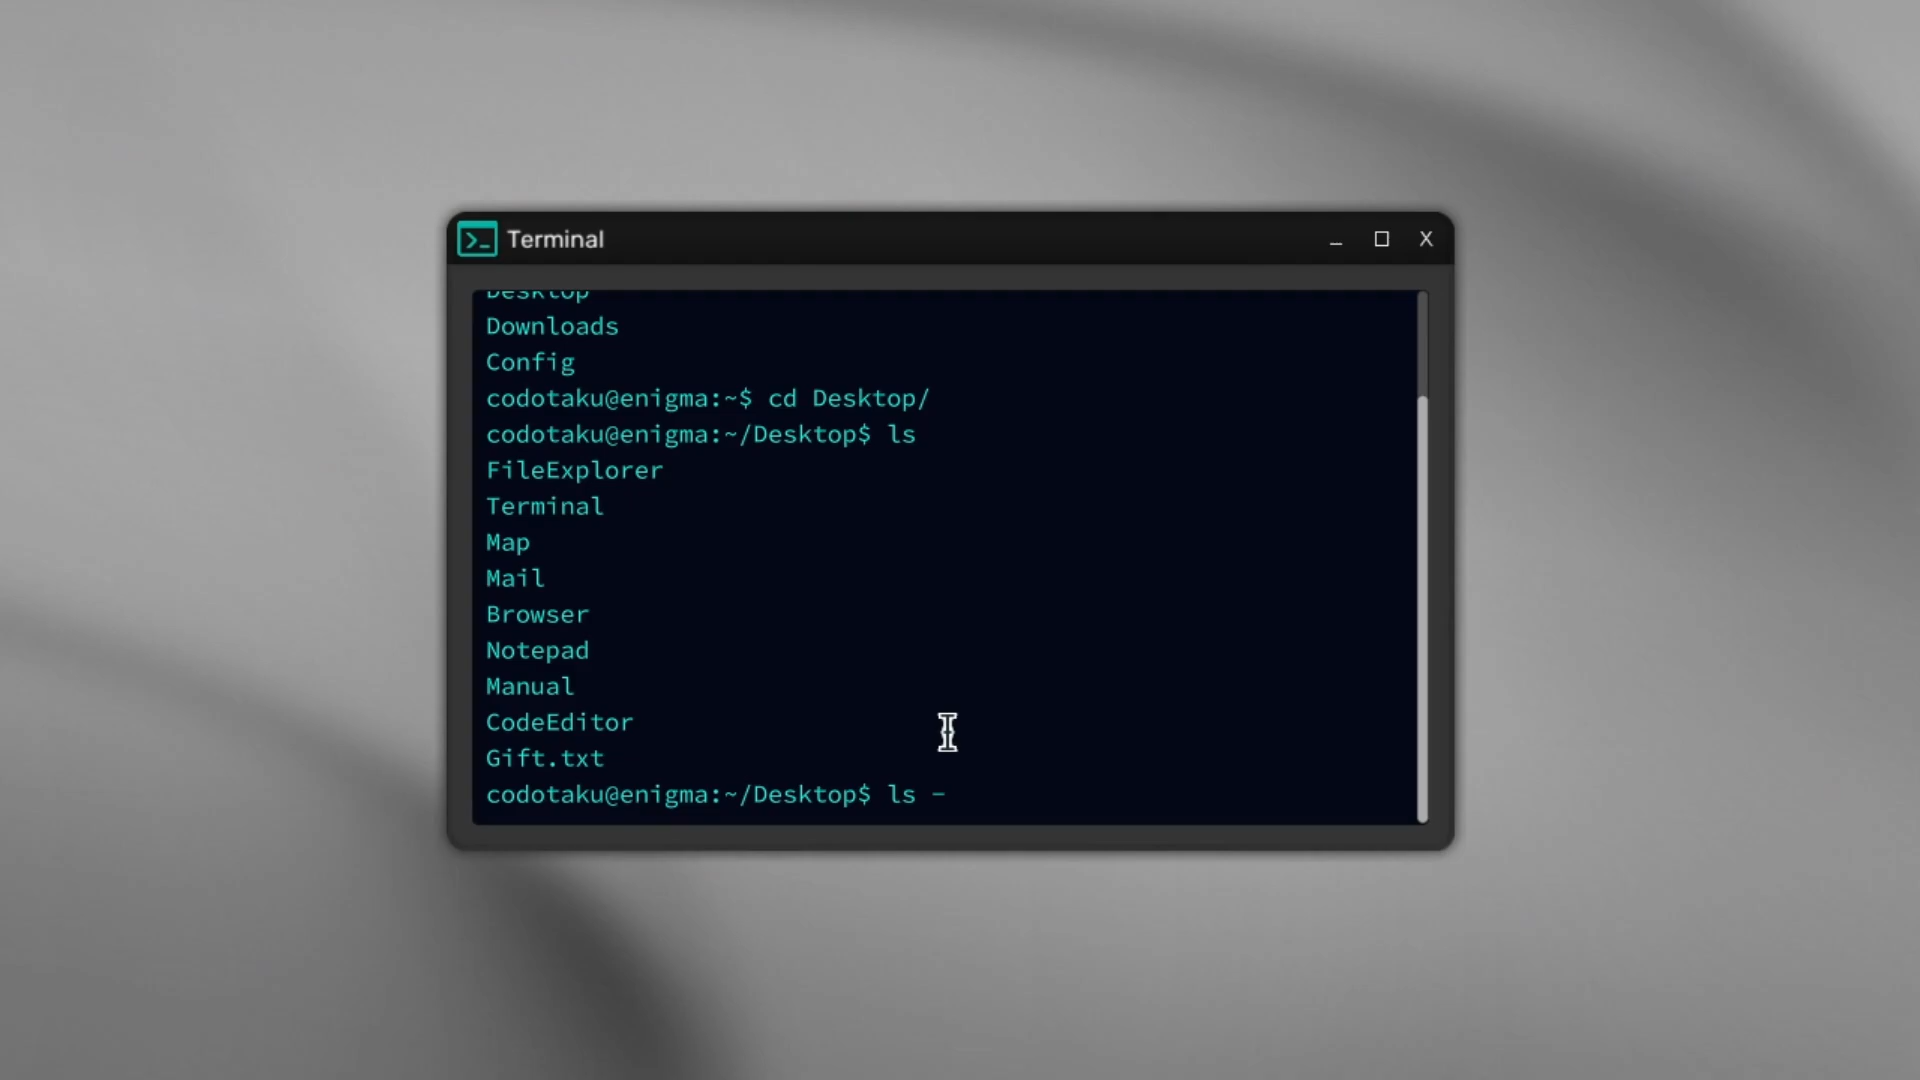 Terminal
X
Desktop
Downloads
Config
codotaku@enigma:~$ cd Desktop/
codotaku@enigma:~/Desktop$ ls
FileExplorer
Terminal
Map
Mail
Browser
Notepad
Manual
CodeEditor
Gift.txt
codotaku@enigma:~/Desktop$ ls -